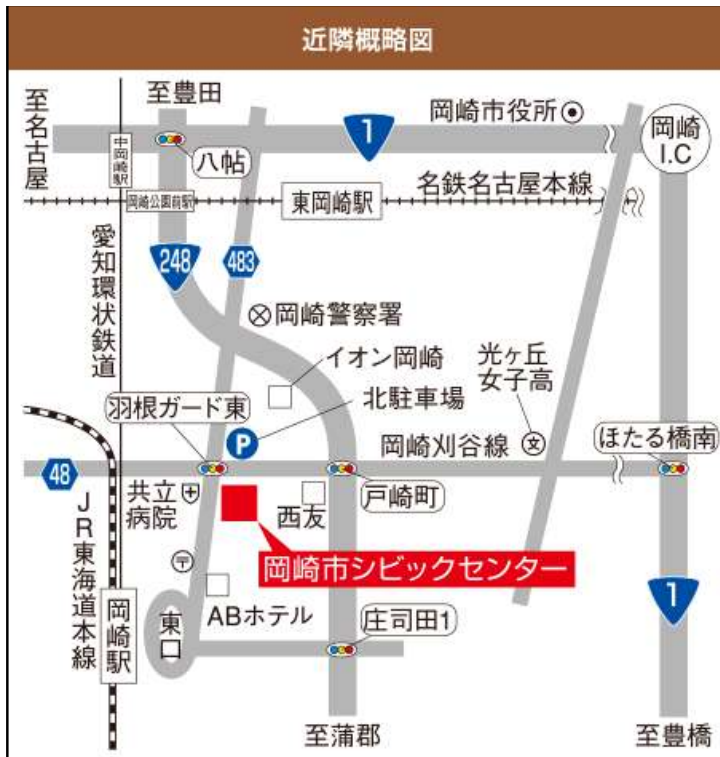 近隣概略図
至豊田
至名古屋
中岡崎駅
八帖
1
岡崎市役所
岡崎
I.C
岡崎公園前駅
東岡崎駅
名鉄名古屋本線
愛知環状鉄道
248
483
岡崎警察署
イオン岡崎
光ヶ丘
女子高
羽根ガード東
P
北駐車場
岡崎刈谷線
文
ほたる橋南
48
共立
病院
西友
戸崎町
岡崎市シビックセンター
〒
JR東海道本線
岡崎駅
東口
ABホテル
庄司田1
1
至蒲郡
至豊橋